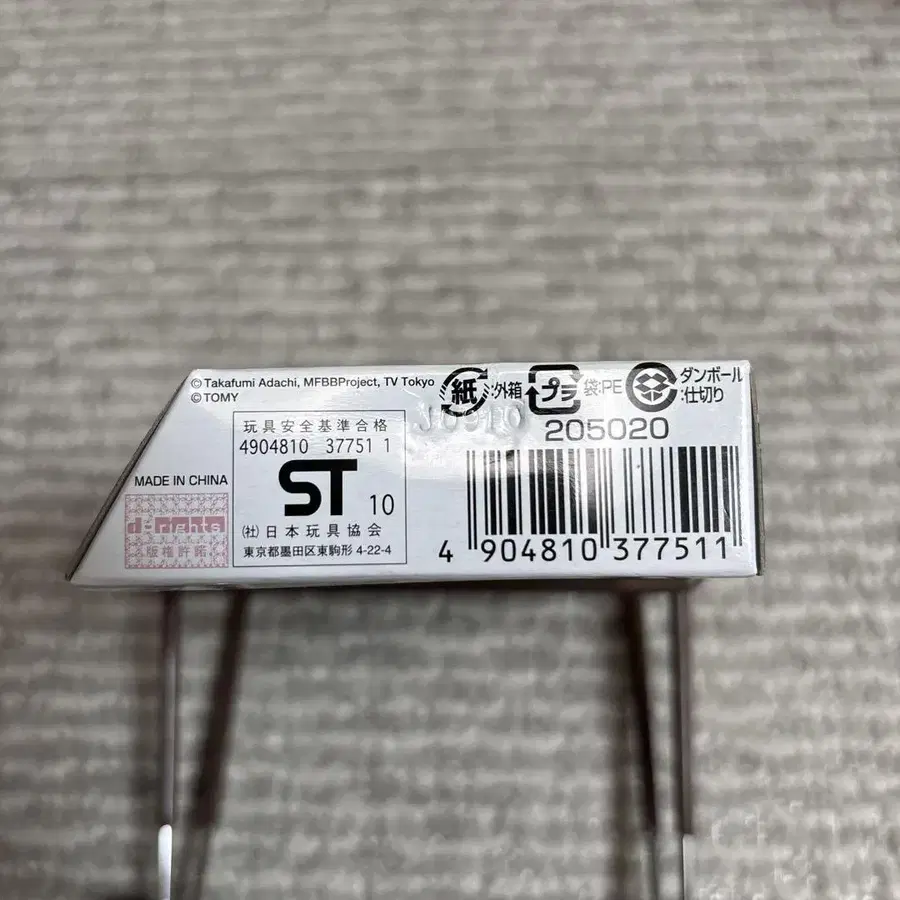 © Takafumi Adachi, MFBBProject, TV Tokyo
© TOMY
紙 :外箱
プラ 袋:PE
ダンボール
:仕切り
MADE IN CHINA
d-rights
版権許諾
玩具安全基準合格
4904810 37751 1
ST 10
(社)日本玩具協会
東京都墨田区東駒形 4-22-4
205020
4 904810 377511